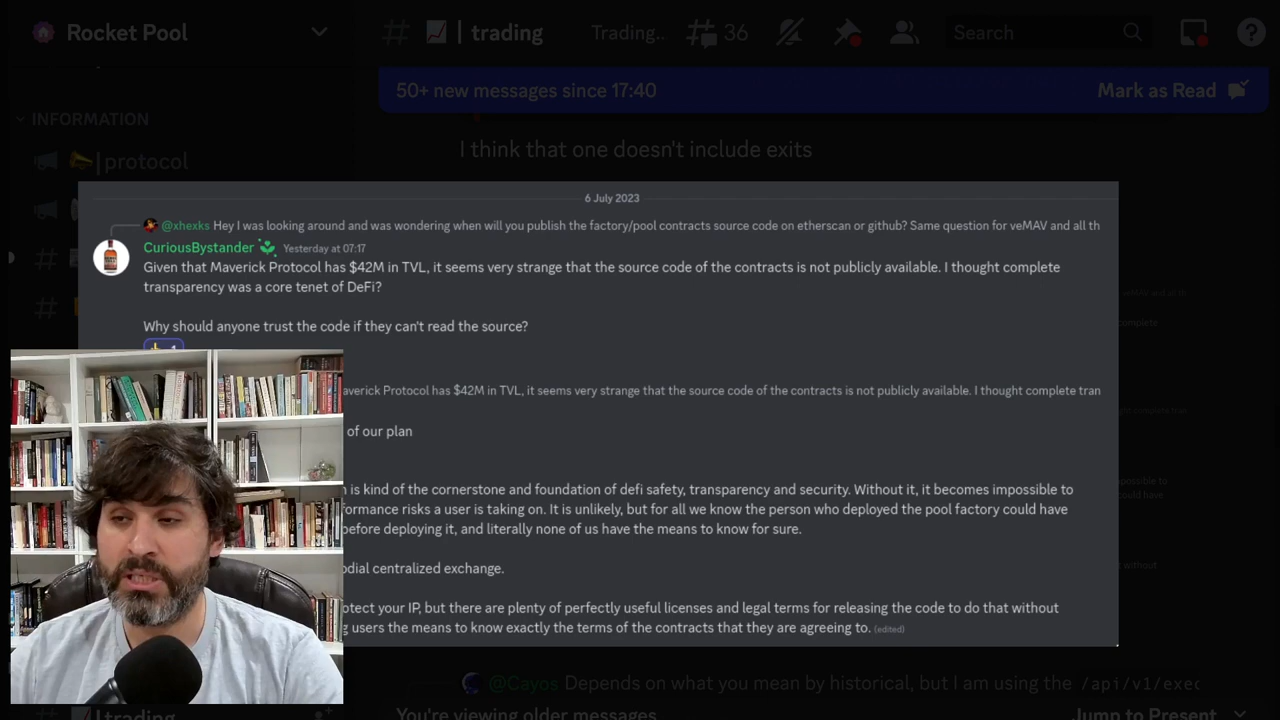 Rocket Pool
| trading
Trading..
36
Search
50+ new messages since 17:40
Mark as Read
INFORMATION
|protocol
I think that one doesn't include exits
6 July 2023
@xhexks Hey I was looking around and was wondering when will you publish the factory/pool contracts source code on etherscan or github? Same question for veMAV and all th
CuriousBystander Yesterday at 07:17
Given that Maverick Protocol has $42M in TVL, it seems very strange that the source code of the contracts is not publicly available. I thought complete
transparency was a core tenet of DeFi?
Why should anyone trust the code if they can't read the source?
averick Protocol has $42M in TVL, it seems very strange that the source code of the contracts is not publicly available. I thought complete tran
of our plan
is kind of the cornerstone and foundation of defi safety, transparency and security. Without it, it becomes impossible to
formance risks a user is taking on. It is unlikely, but for all we know the person who deployed the pool factory could have
before deploying it, and literally none of us have the means to know for sure.
odial centralized exchange.
otect your IP, but there are plenty of perfectly useful licenses and legal terms for releasing the code to do that without
g users the means to know exactly the terms of the contracts that they are agreeing to. (edited)
@Cayos Depends on what you mean by historical, but I am using the /api/v1/exec
|trading
You're viewing older messages
Jump to Present